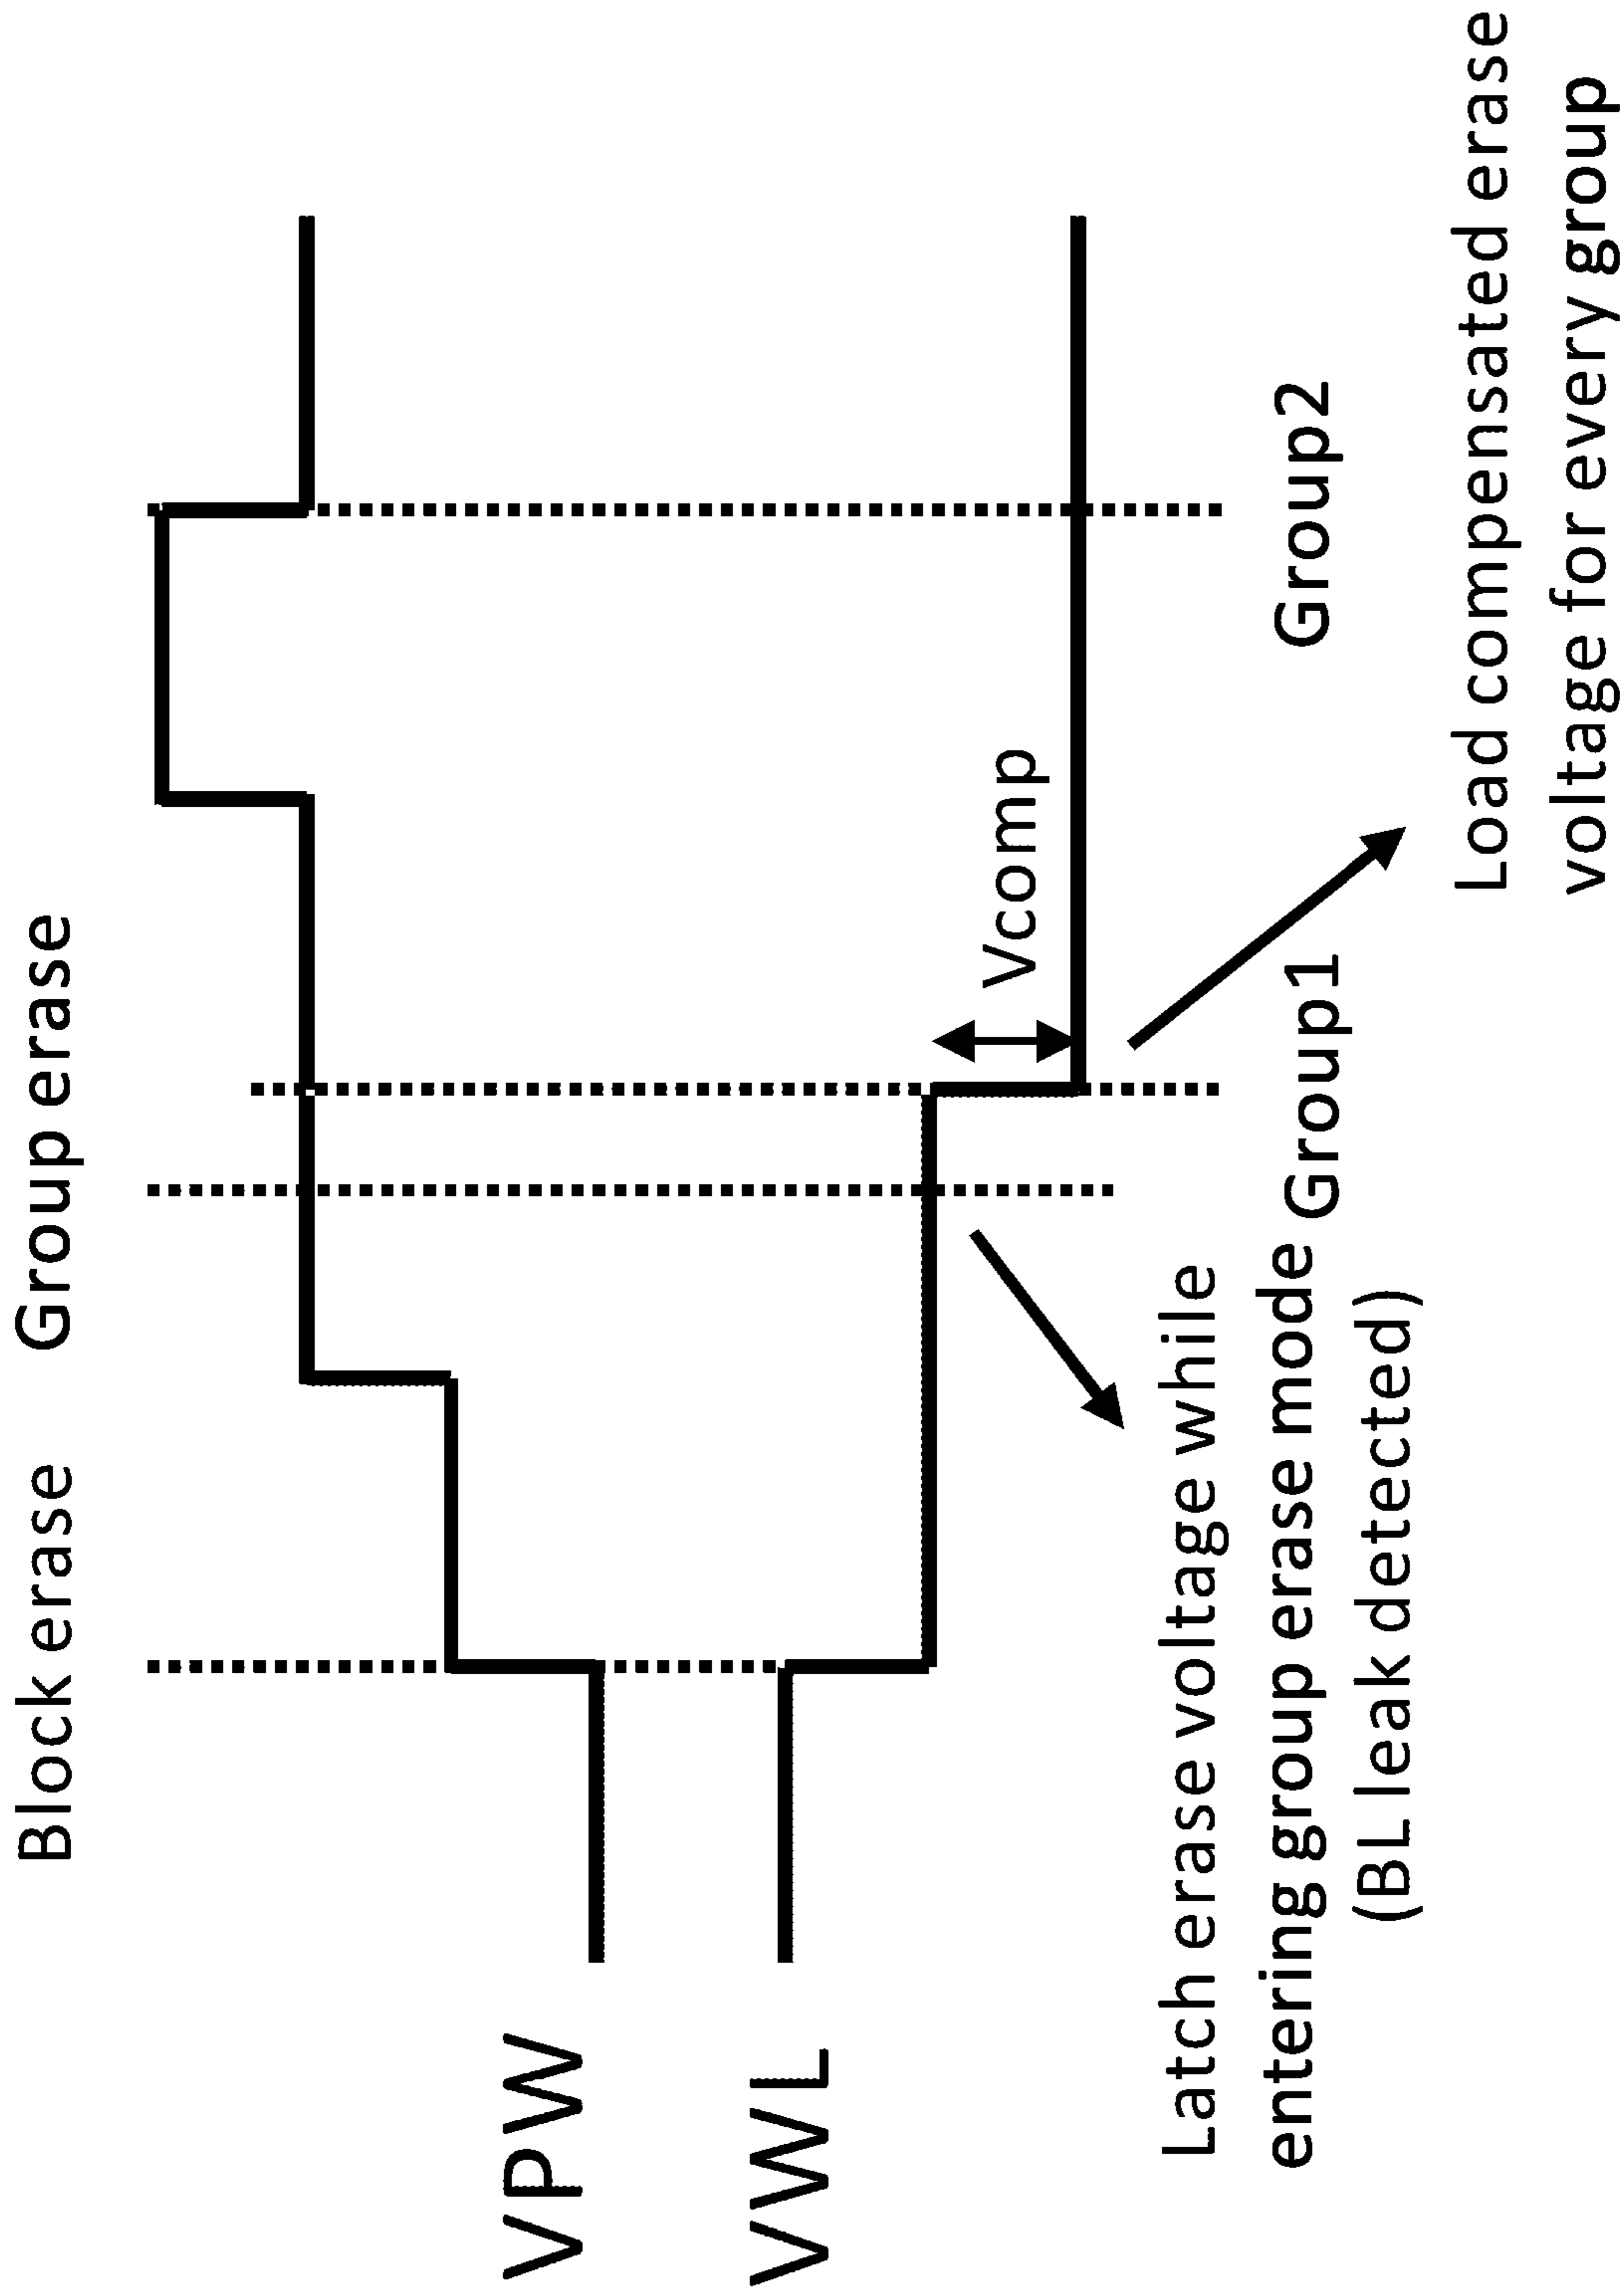 Block erase
Group erase
VPW
VWL
Vcomp
Latch erase voltage while
entering group erase mode
(BL leak detected)
Group1
Group2
Load compensated erase
voltage for every group